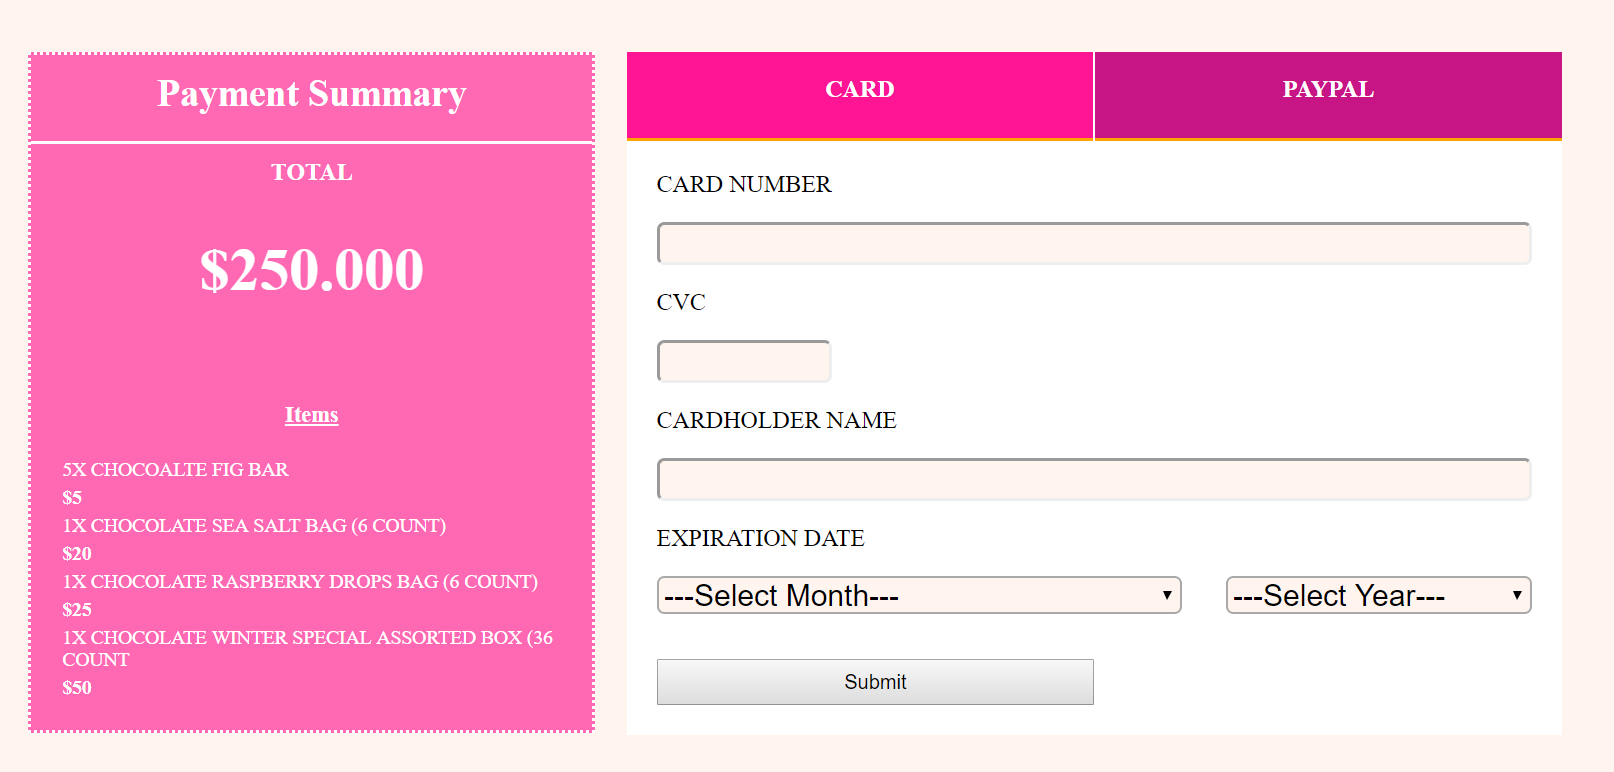 Payment Summary
TOTAL
$250.000
Items
5X CHOCOALTE FIG BAR
$5
1X CHOCOLATE SEA SALT BAG (6 COUNT)
$20
1X CHOCOLATE RASPBERRY DROPS BAG (6 COUNT)
$25
1X CHOCOLATE WINTER SPECIAL ASSORTED BOX (36
COUNT
$50
CARD
PAYPAL
CARD NUMBER
CVC
CARDHOLDER NAME
EXPIRATION DATE
---Select Month---
---Select Year---
Submit